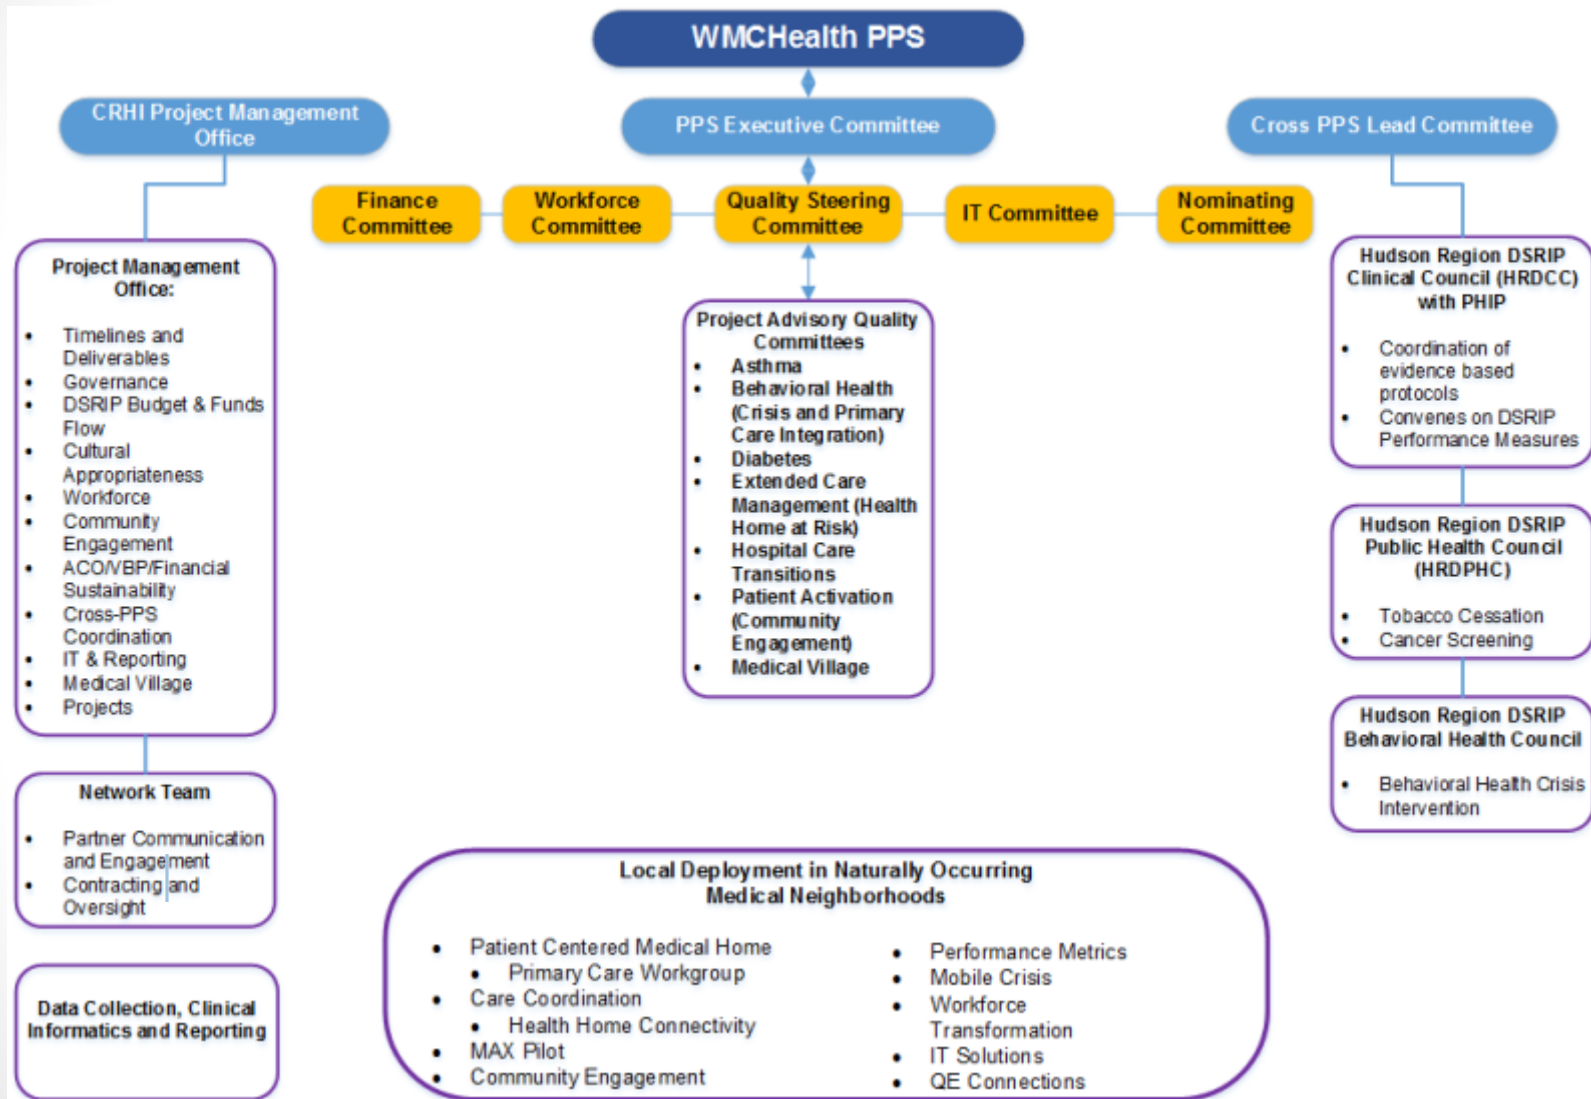 WMCHealth PPS
CRHI Project Management
Office
PPS Executive Committee
Cross PPS Lead Committee
Finance
Committee
Workforce
Committee
Quality Steering
Committee
IT Committee
Nominating
Committee
Project Management
Office:
• Timelines and
Deliverables
• Governance
• DSRIP Budget & Funds
Flow
• Cultural
Appropriateness
• Workforce
• Community
Engagement
• ACO/VBP/Financial
Sustainability
• Cross-PPS
Coordination
• IT & Reporting
• Medical Village
• Projects
Network Team
• Partner Communication
and Engagement
• Contracting and
Oversight
Data Collection, Clinical
Informatics and Reporting
Project Advisory Quality
Committees
• Asthma
• Behavioral Health
(Crisis and Primary
Care Integration)
• Diabetes
• Extended Care
Management (Health
Home at Risk)
• Hospital Care
Transitions
• Patient Activation
(Community
Engagement)
• Medical Village
Hudson Region DSRIP
Clinical Council (HRDCC)
with PHIP
• Coordination of
evidence based
protocols
• Convenes on DSRIP
Performance Measures
Hudson Region DSRIP
Public Health Council
(HRDPHC)
• Tobacco Cessation
• Cancer Screening
Hudson Region DSRIP
Behavioral Health Council
• Behavioral Health Crisis
Intervention
Local Deployment in Naturally Occurring
Medical Neighborhoods
• Patient Centered Medical Home
• Primary Care Workgroup
• Care Coordination
• Health Home Connectivity
• MAX Pilot
• Community Engagement
• Performance Metrics
• Mobile Crisis
• Workforce
Transformation
• IT Solutions
• QE Connections